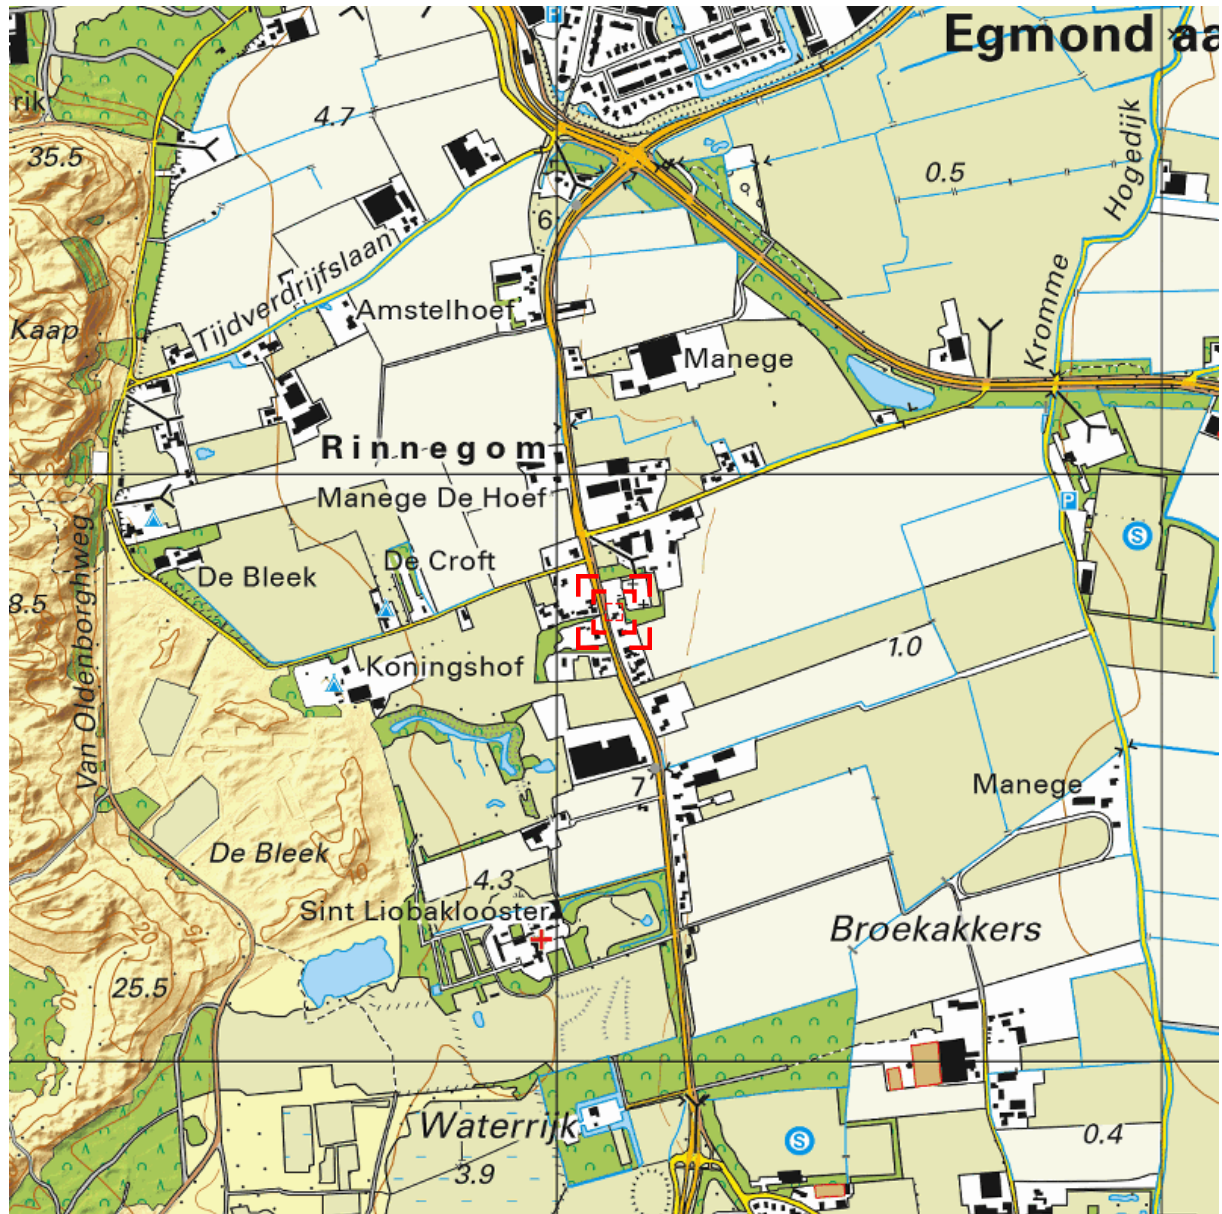 P
Egmond aa
rik
4.7
35.5
0.5
Hogedijk
6
Tijdverdrijfslaan
Amstelhoef
Kromme
Kaap
Manege
Rinnegom
Manege De Hoef
P
S
Van Oldenborghweg
De Bleek
De Croft
8.5
1.0
Koningshof
7
Manege
De Bleek
4.3
Sint Liobaklooster
Broekakkers
25.5
Waterrijk
S
0.4
3.9